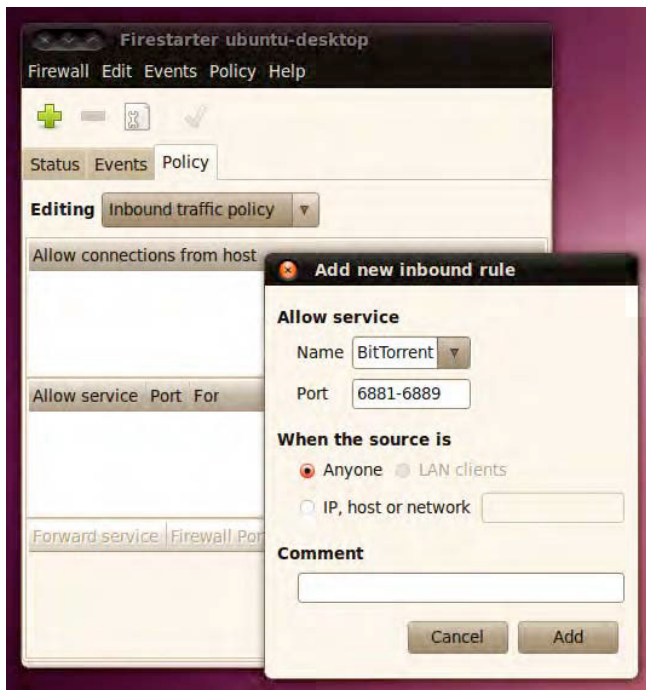 Firestarter ubuntu-desktop
Firewall Edit Events Policy Help
Status Events Policy
Editing Inbound traffic policy
Allow connections from host
Allow service Port For
Forward service Firewall Por
Add new inbound rule
Allow service
Name BitTorrent
Port 6881-6889
When the source is
Anyone LAN clients
IP, host or network
Comment
Cancel Add